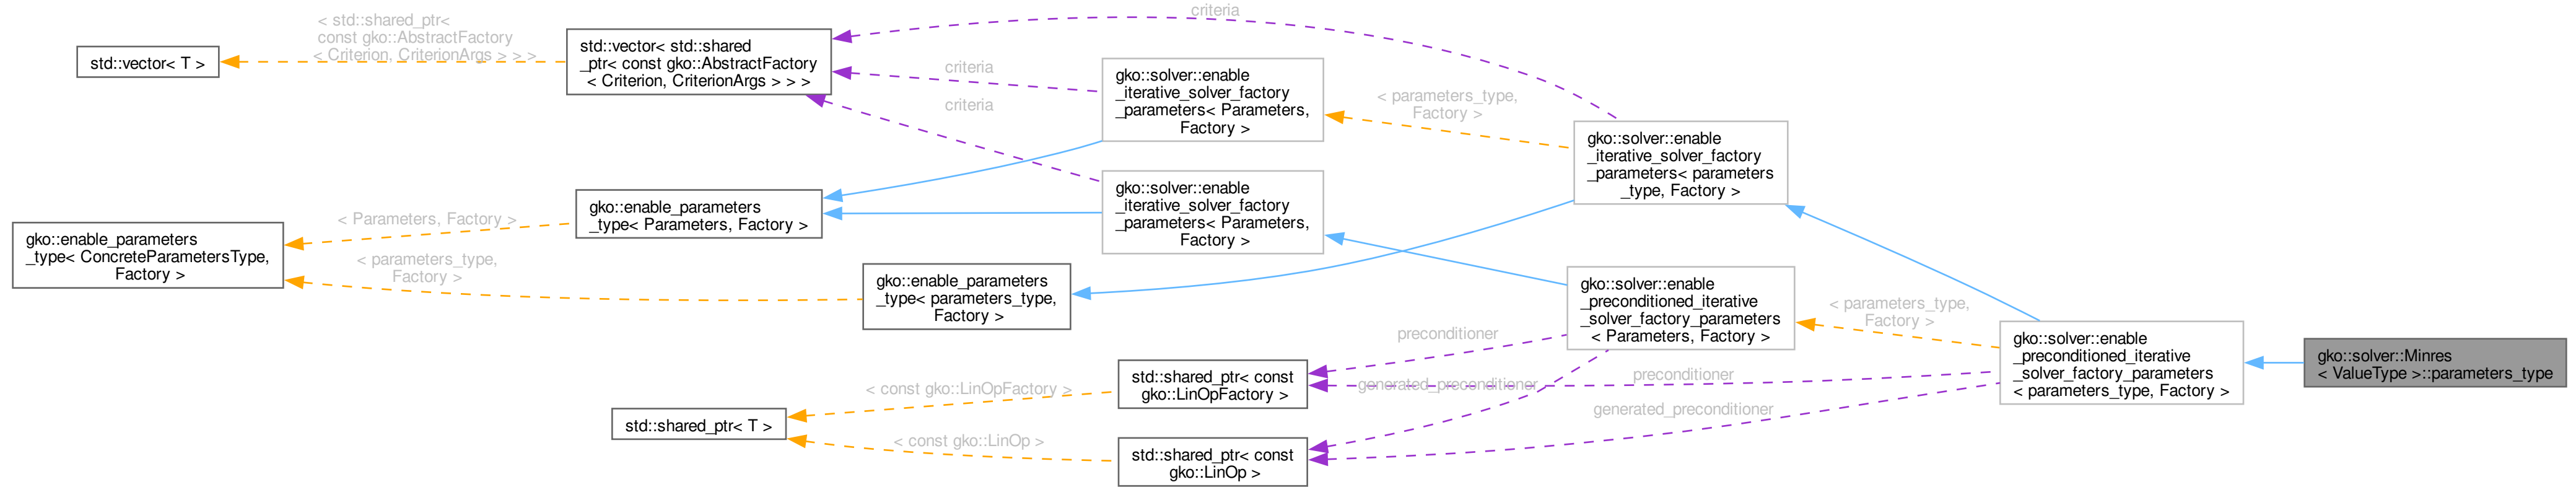 criteria
< std::shared_ptr<
const gko::AbstractFactory
< Criterion, CriterionArgs > > >
std::vector< T >
std::vector< std::shared
_ptr< const gko::AbstractFactory
< Criterion, CriterionArgs > > >
criteria
criteria
gko::solver::enable
_iterative_solver_factory
_parameters< Parameters,
Factory >
< parameters_type,
Factory >
gko::solver::enable
_iterative_solver_factory
_parameters< parameters
_type, Factory >
gko::enable_parameters
_type< ConcreteParametersType,
Factory >
< Parameters, Factory >
< parameters_type,
Factory >
gko::enable_parameters
_type< Parameters, Factory >
gko::solver::enable
_iterative_solver_factory
_parameters< Parameters,
Factory >
gko::enable_parameters
_type< parameters_type,
Factory >
gko::solver::enable
_preconditioned_iterative
_solver_factory_parameters
< Parameters, Factory >
< parameters_type,
Factory >
preconditioner
generated_preconditioner
preconditioner
generated_preconditioner
gko::solver::enable
_preconditioned_iterative
_solver_factory_parameters
< parameters_type, Factory >
gko::solver::Minres
< ValueType >::parameters_type
std::shared_ptr< const
gko::LinOpFactory >
< const gko::LinOpFactory >
std::shared_ptr< T >
< const gko::LinOp >
std::shared_ptr< const
gko::LinOp >